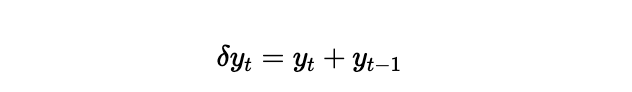 δy_t = y_t + y_{t−1}